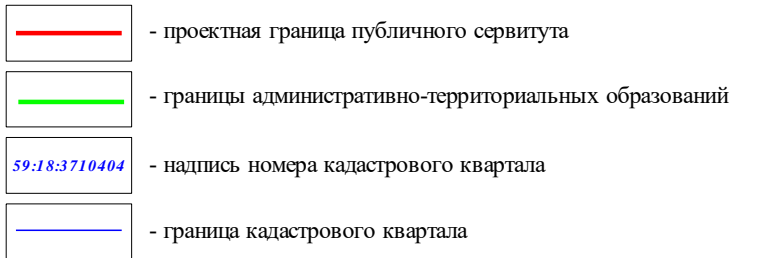 - проектная граница публичного сервитута
- границы административно-территориальных образований
59:18:3710404 - надпись номера кадастрового квартала
- граница кадастрового квартала